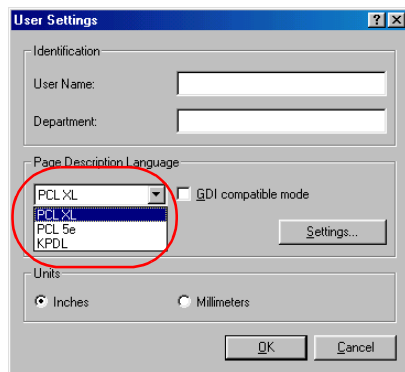 User Settings
Identification
User Name:
Department:
Page Description Language
PCL XL
GDI compatible mode
PCL XL
PCL 5e
KPDL
Settings...
Units
Inches
Millimeters
OK
Cancel